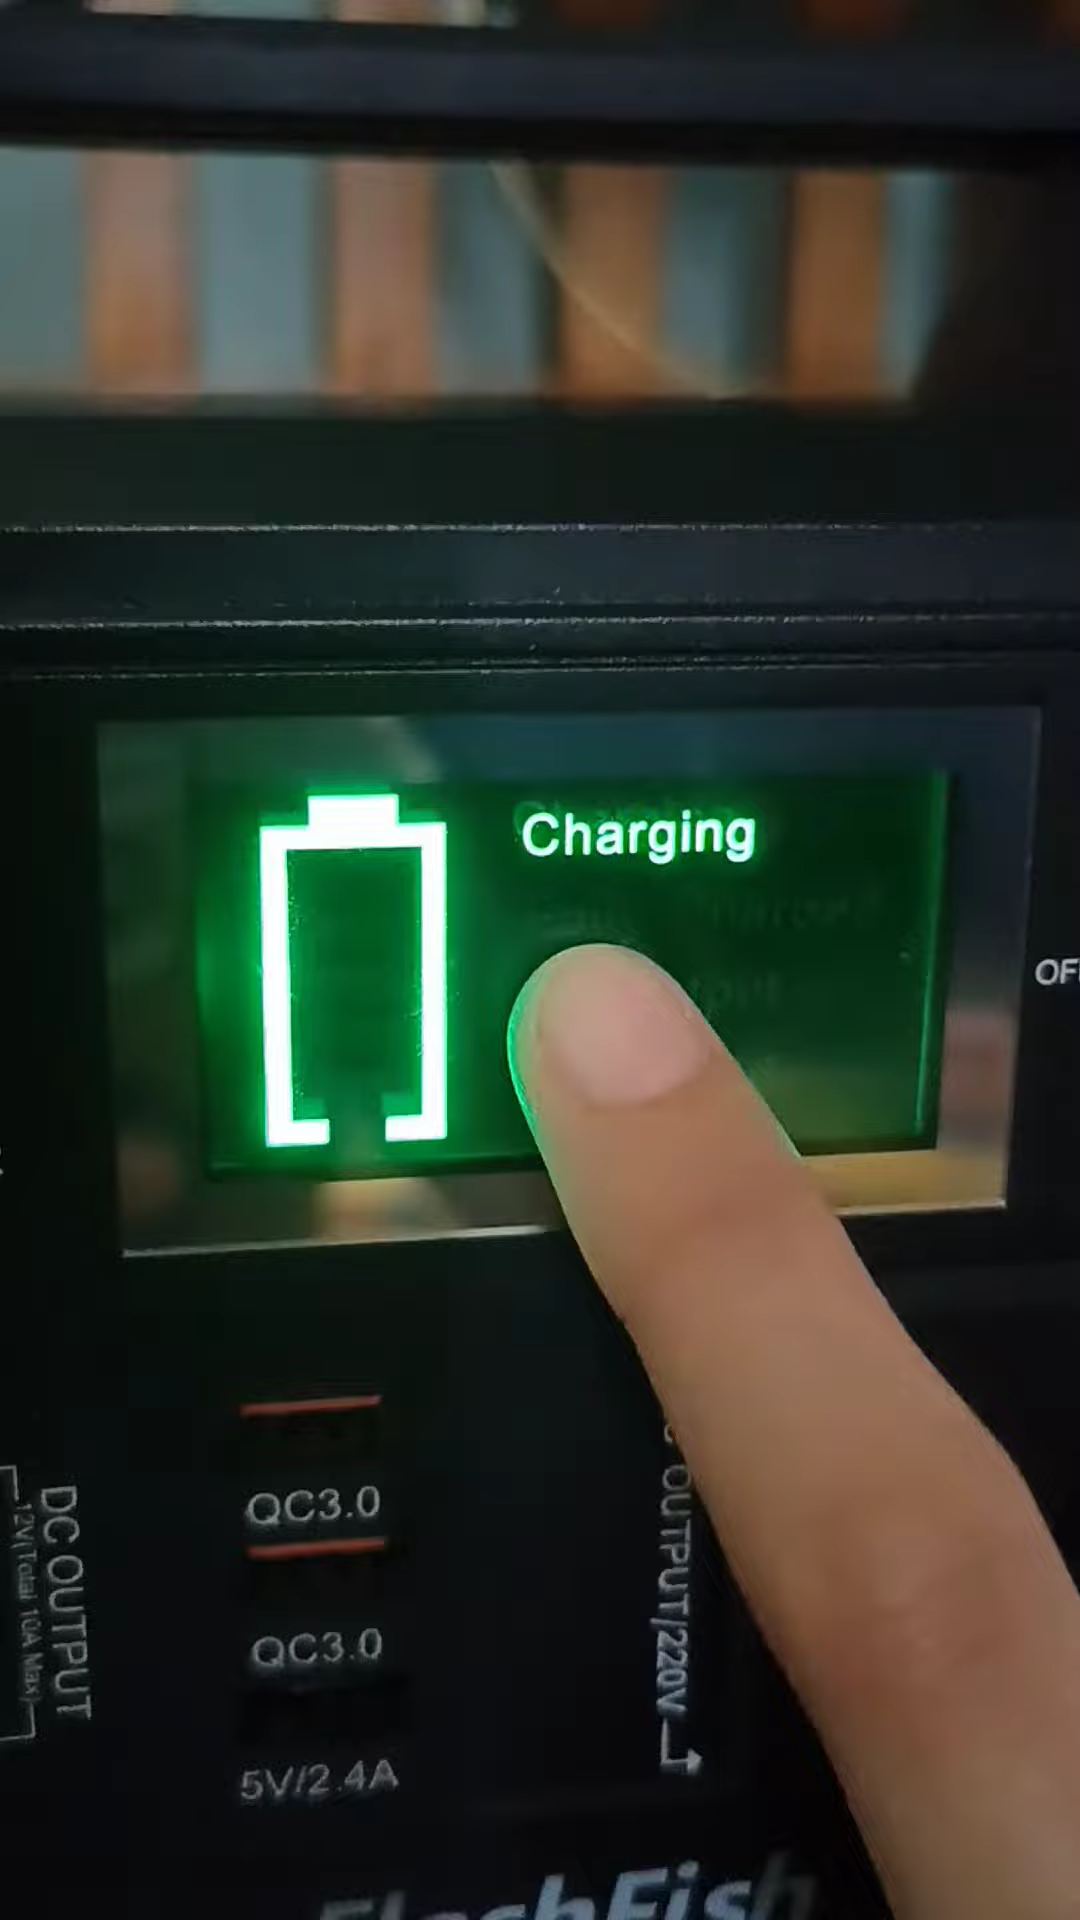 Charging
OFF
QC3.0
QC3.0
5V/2.4A
DC OUTPUT
12V(Total 10A Max)
OUTPUT/220V
FlashFish